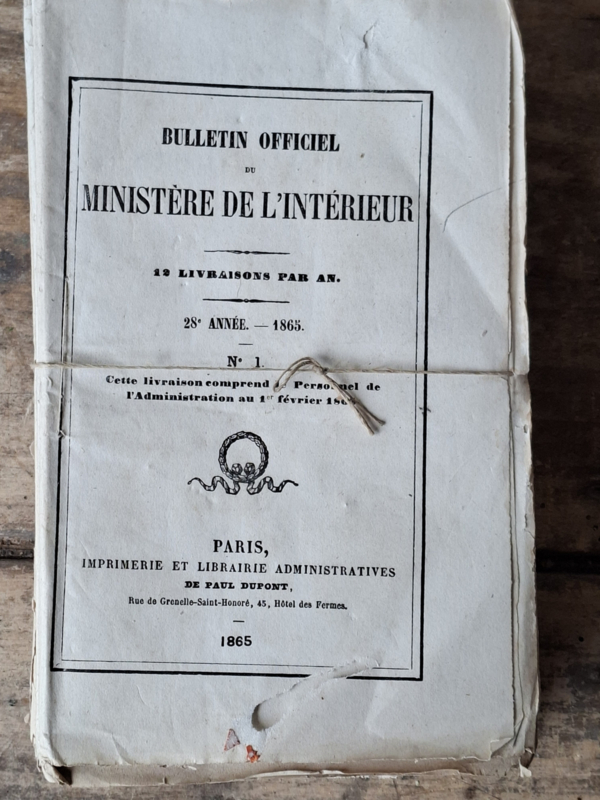 BULLETIN OFFICIEL
DU
MINISTÈRE DE L'INTÉRIEUR
12 LIVRAISONS PAR AN.
28e ANNÉE. — 1865.
N° 1.
Cette livraison comprend Personnel de
l'Administration au 1er février
PARIS,
IMPRIMERIE ET LIBRAIRIE ADMINISTRATIVES
DE PAUL DUPONT,
Rue de Grenelle-Saint-Honoré, 45, Hôtel des Fermes.
1865